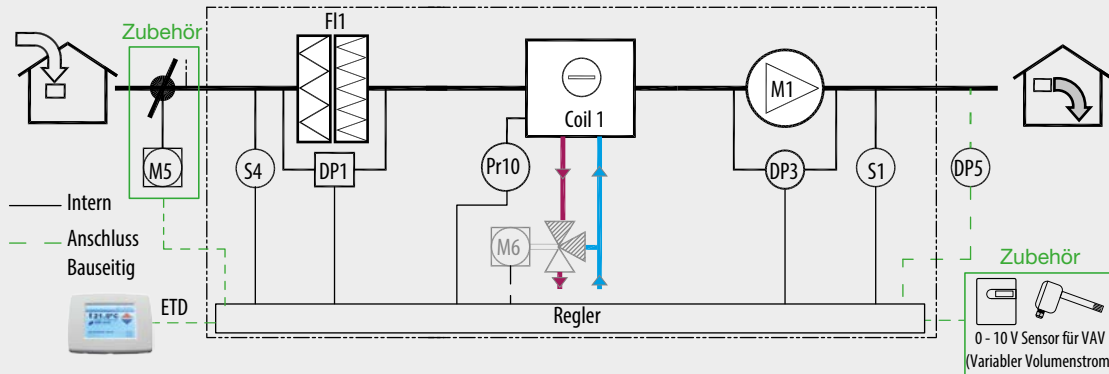 Zubehör
FI1
M1
Coil 1
M5
S4
DP1
Pr10
DP3
S1
DP5
Intern
Anschluss
Bauseitig
M6
Zubehör
ETD
Regler
0 - 10 V Sensor für VAV
(Variabler Volumenstrom